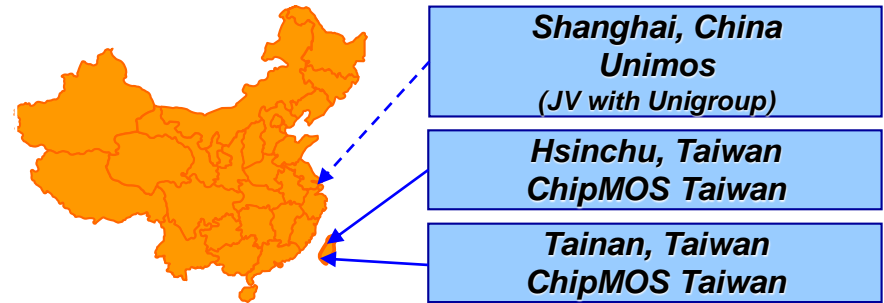 Shanghai, China
Unimos
(JV with Unigroup)
Hsinchu, Taiwan
ChipMOS Taiwan
Tainan, Taiwan
ChipMOS Taiwan